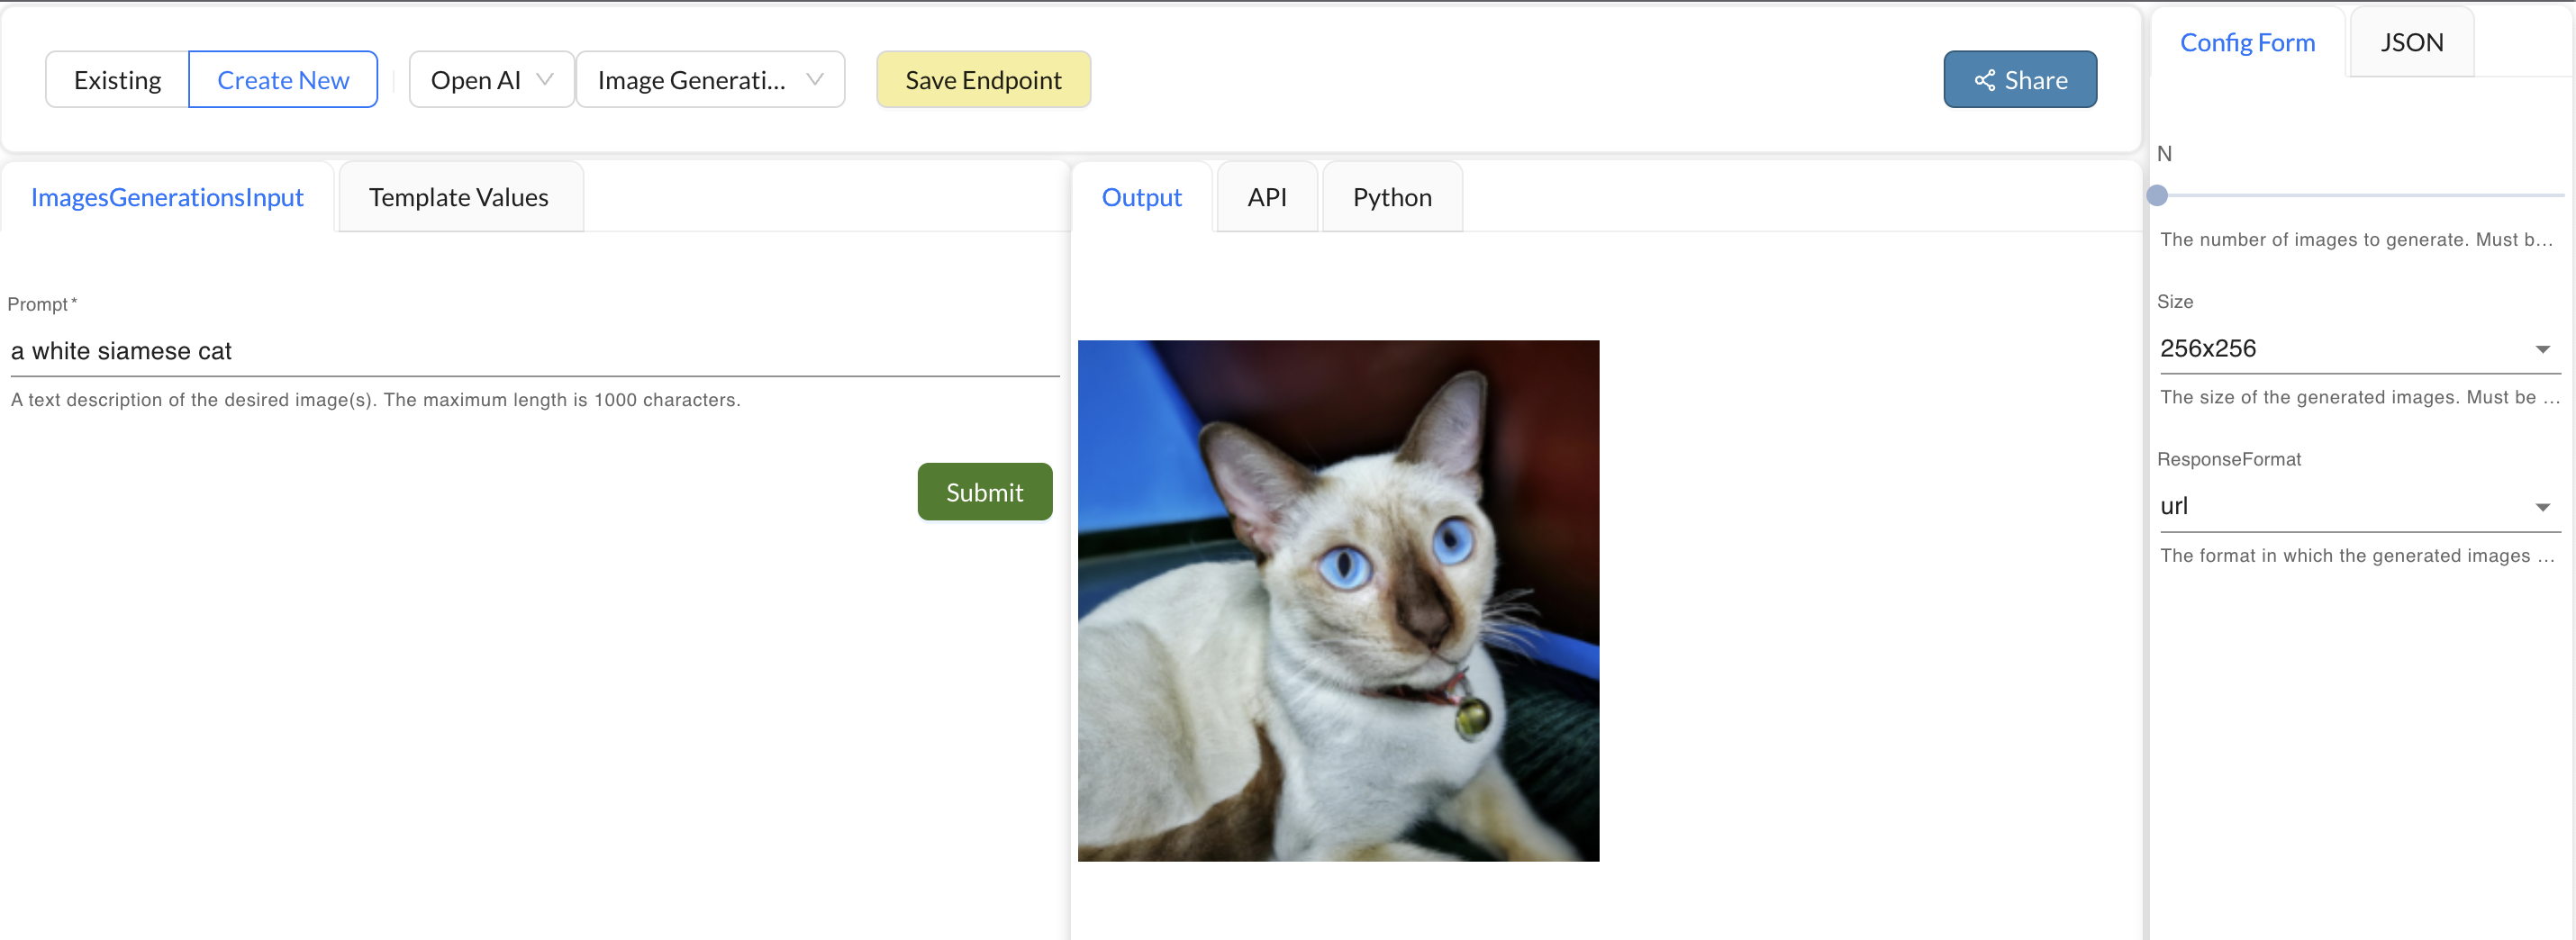 Existing Create New Open AI Image Generati... Save Endpoint Share
ImagesGenerationsInput Template Values
Prompt*
a white siamese cat
A text description of the desired image(s). The maximum length is 1000 characters.
Submit
Output API Python
Config Form JSON
N
The number of images to generate. Must b...
Size
256x256
The size of the generated images. Must be ...
ResponseFormat
url
The format in which the generated images ...